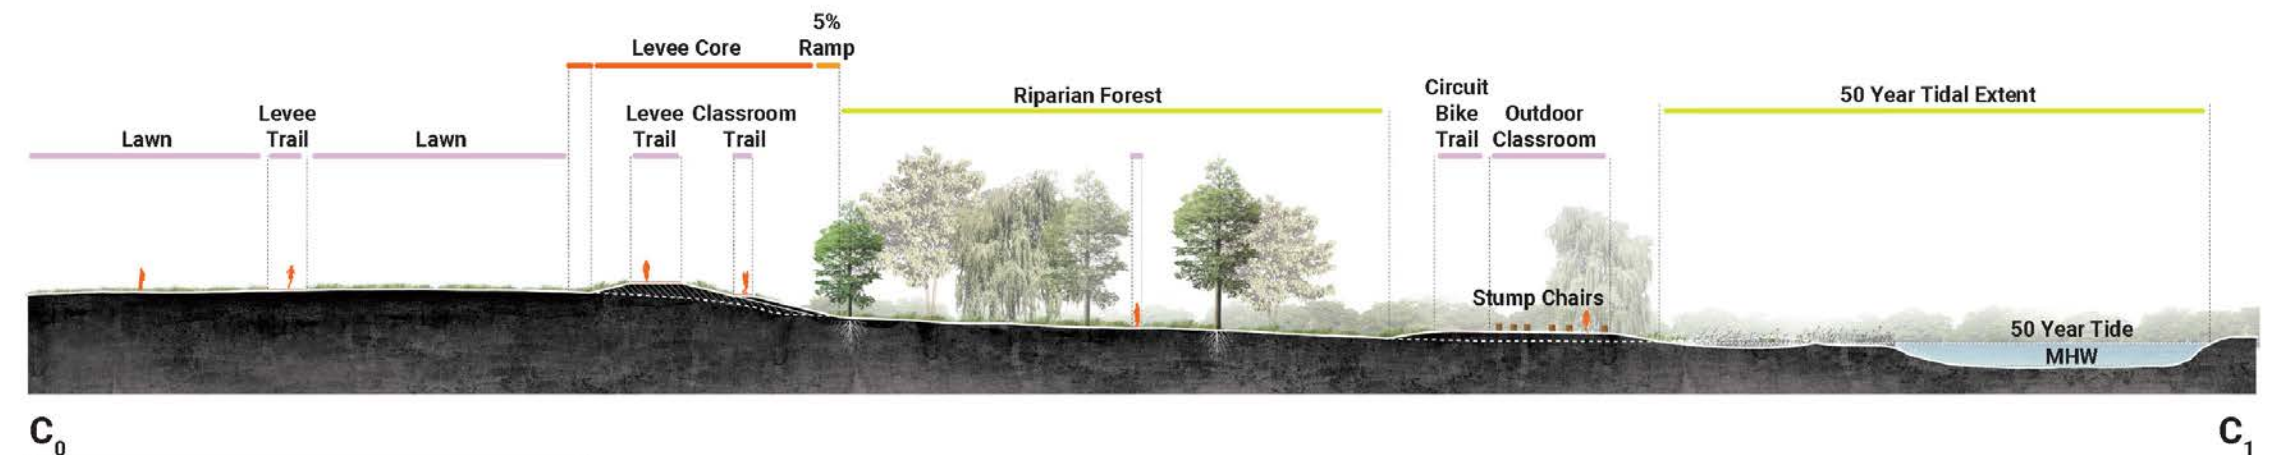 5%
Ramp
Levee Core
Riparian Forest
50 Year Tidal Extent
Lawn
Levee
Trail
Lawn
Levee
Trail
Classroom
Trail
Circuit
Bike
Trail
Outdoor
Classroom
Stump Chairs
50 Year Tide
MHW
C0
C1